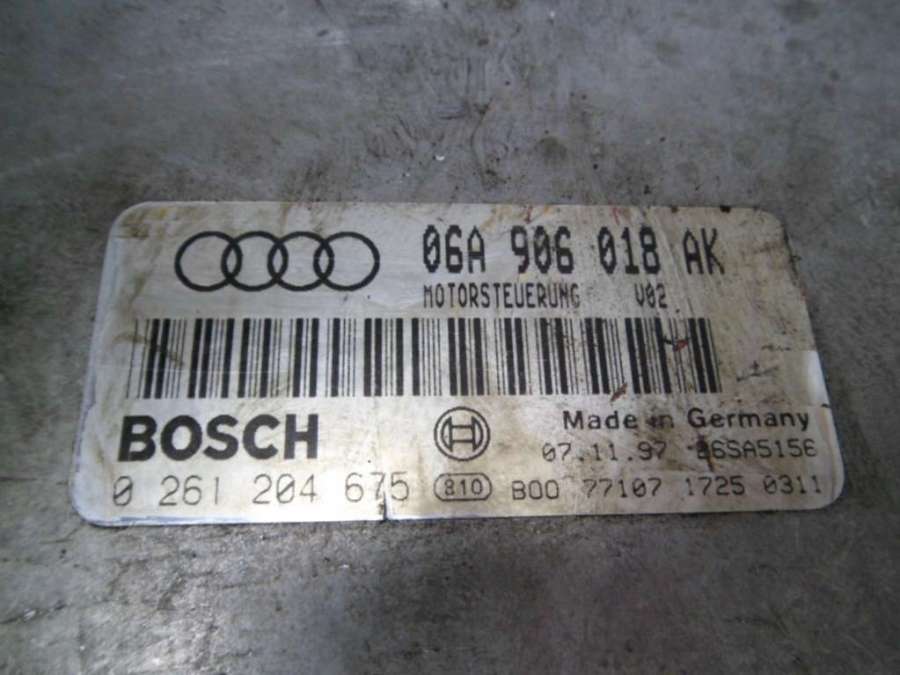 06A 906 018 AK
MOTORSTEUERUNG V02
BOSCH
Made in Germany
07.11.97 26SA5156
0 261 204 675 810 B00 77107 1725 0311